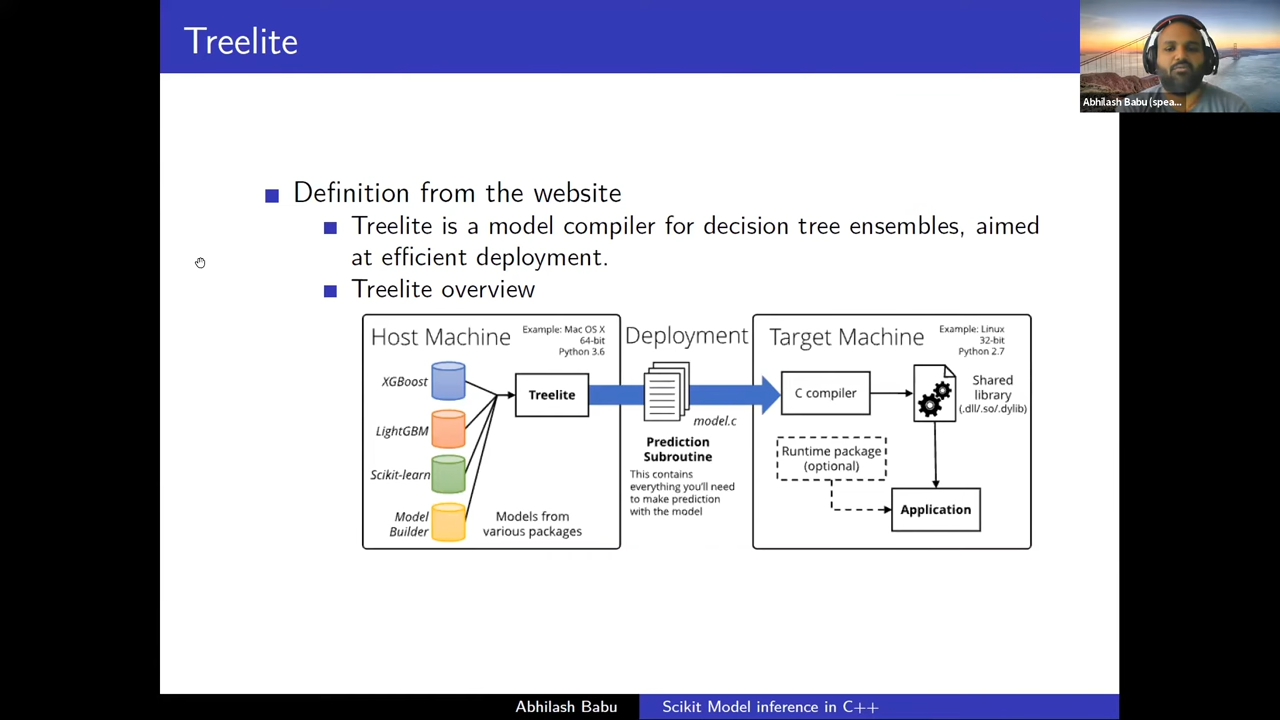 Treelite
Abhilash Babu (spea...
Definition from the website
Treelite is a model compiler for decision tree ensembles, aimed
at efficient deployment.
Treelite overview
Host Machine
Example: Mac OS X
64-bit
Python 3.6
XGBoost
LightGBM
Scikit-learn
Model
Builder
Treelite
Models from
various packages
Deployment
model.c
Prediction
Subroutine
This contains
everything you'll need
to make prediction
with the model
Target Machine
Example: Linux
32-bit
Python 2.7
C compiler
Shared
library
(.dll/.so/.dylib)
Runtime package
(optional)
Application
Abhilash Babu
Scikit Model inference in C++